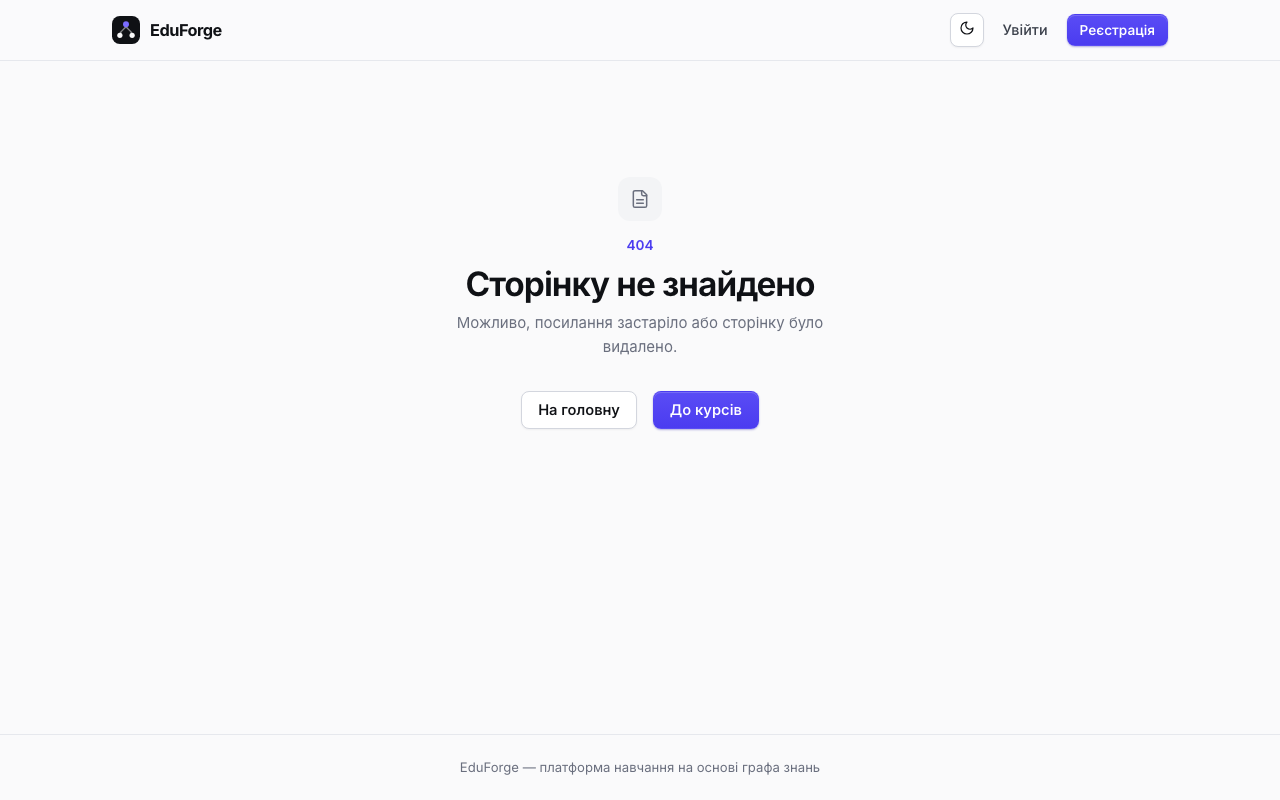 EduForge
Увійти
Реєстрація
404
Сторінку не знайдено
Можливо, посилання застаріло або сторінку було
видалено.
На головну
До курсів
EduForge — платформа навчання на основі графа знань